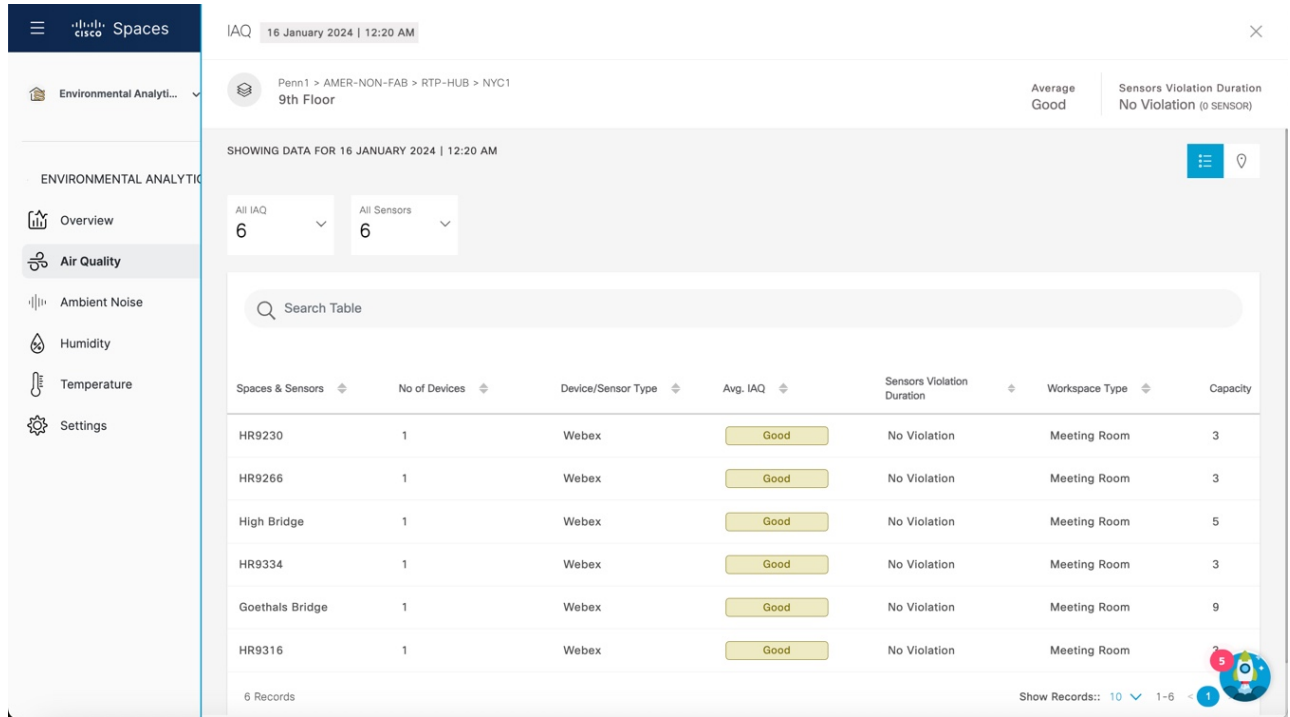 cisco Spaces
IAQ 16 January 2024 | 12:20 AM
Environmental Analyti...
Penn1 > AMER-NON-FAB > RTP-HUB > NYC1
9th Floor
Average
Good
Sensors Violation Duration
No Violation (0 SENSOR)
SHOWING DATA FOR 16 JANUARY 2024 | 12:20 AM
ENVIRONMENTAL ANALYTIC
Overview
Air Quality
Ambient Noise
Humidity
Temperature
Settings
All IAQ
6
All Sensors
6
Search Table
Spaces & Sensors No of Devices Device/Sensor Type Avg. IAQ Sensors Violation Duration Workspace Type Capacity
HR9230 1 Webex Good No Violation Meeting Room 3
HR9266 1 Webex Good No Violation Meeting Room 3
High Bridge 1 Webex Good No Violation Meeting Room 5
HR9334 1 Webex Good No Violation Meeting Room 3
Goethals Bridge 1 Webex Good No Violation Meeting Room 9
HR9316 1 Webex Good No Violation Meeting Room
5
6 Records Show Records:: 10 1-6 < 1